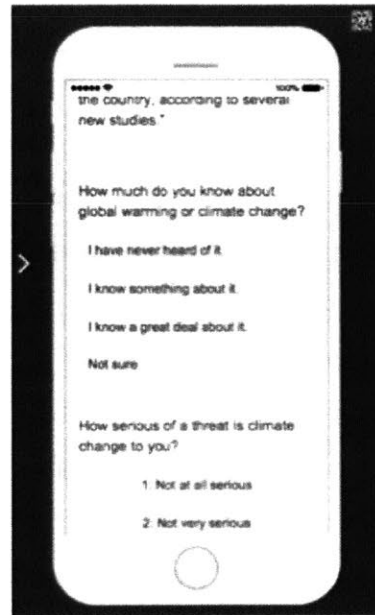 100%
the country, according to several
new studies."
How much do you know about
global warming or climate change?
I have never heard of it.
I know something about it.
I know a great deal about it.
Not sure
How serious of a threat is climate
change to you?
1. Not at all serious
2. Not very serious